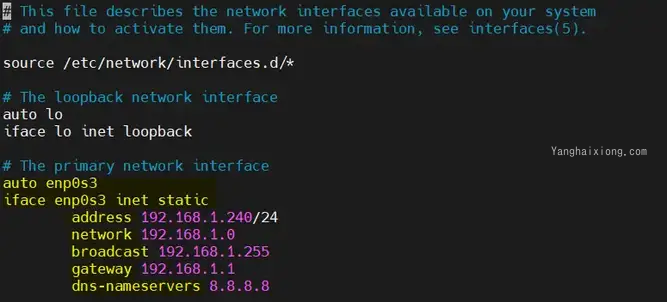 # This file describes the network interfaces available on your system
# and how to activate them. For more information, see interfaces(5).
source /etc/network/interfaces.d/*
# The loopback network interface
auto lo
iface lo inet loopback
Yanghaixiong.com
# The primary network interface
auto enp0s3
iface enp0s3 inet static
address 192.168.1.240/24
network 192.168.1.0
broadcast 192.168.1.255
gateway 192.168.1.1
dns-nameservers 8.8.8.8